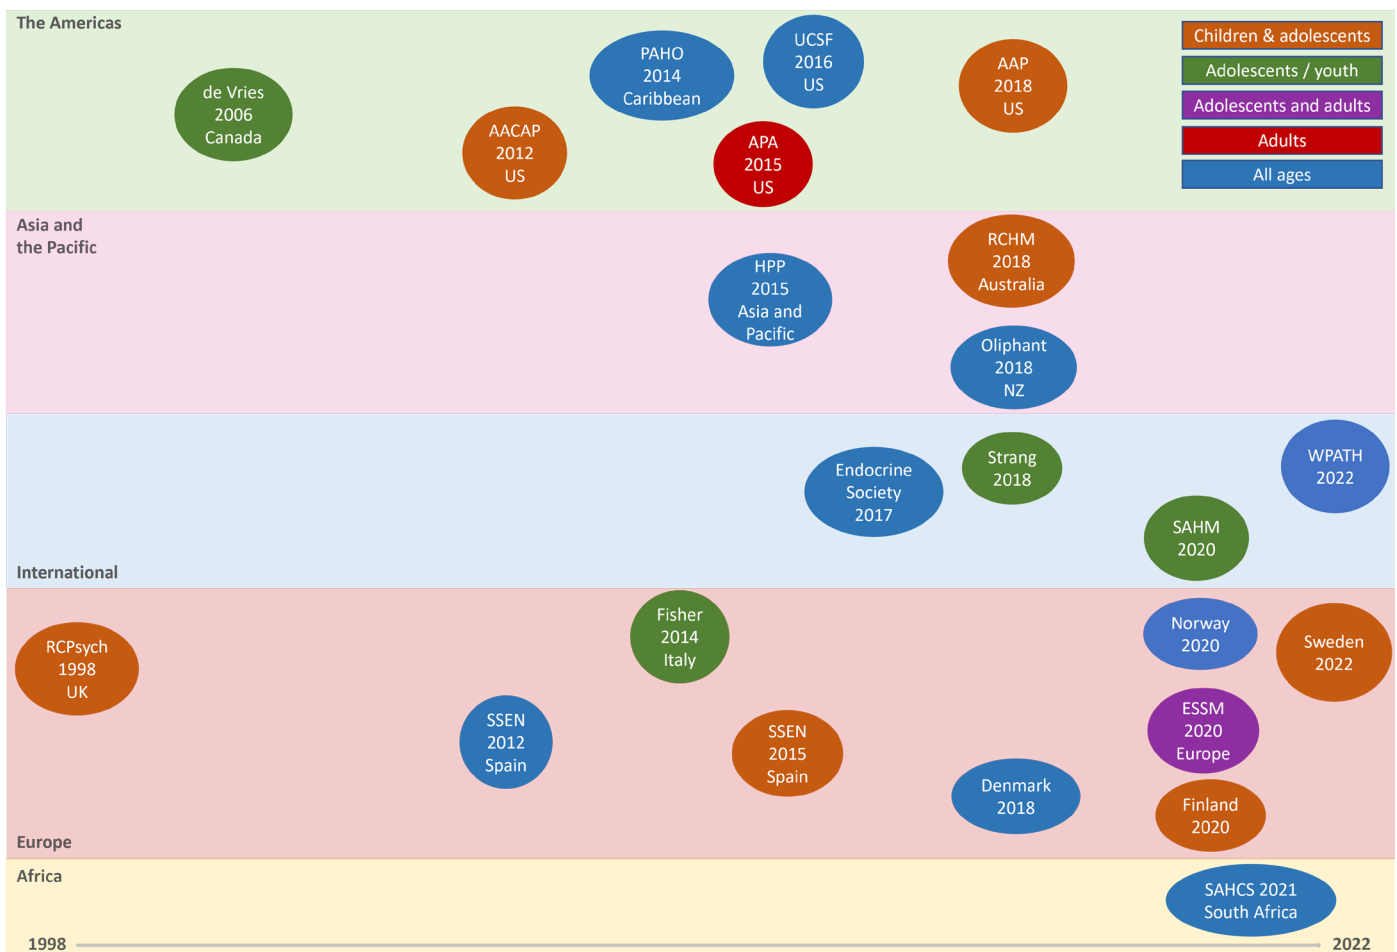 The Americas
de Vries
2006
Canada
AACAP
2012
US
PAHO
2014
Caribbean
APA
2015
US
UCSF
2016
US
AAP
2018
US
Children & adolescents
Adolescents / youth
Adolescents and adults
Adults
All ages
Asia and
the Pacific
HPP
2015
Asia and
Pacific
RCHM
2018
Australia
Oliphant
2018
NZ
International
Endocrine
Society
2017
Strang
2018
SAHM
2020
WPATH
2022
Europe
RCPsych
1998
UK
SSEN
2012
Spain
Fisher
2014
Italy
SSEN
2015
Spain
Denmark
2018
Norway
2020
ESSM
2020
Europe
Finland
2020
Sweden
2022
Africa
SAHCS 2021
South Africa
1998
2022